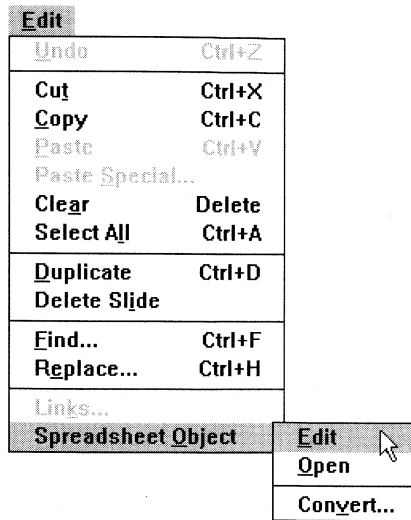 Edit
Undo Ctrl+Z
Cut Ctrl+X
Copy Ctrl+C
Paste Ctrl+V
Paste Special...
Clear Delete
Select All Ctrl+A
Duplicate Ctrl+D
Delete Slide
Find... Ctrl+F
Replace... Ctrl+H
Links...
Spreadsheet Object
Edit
Open
Convert...